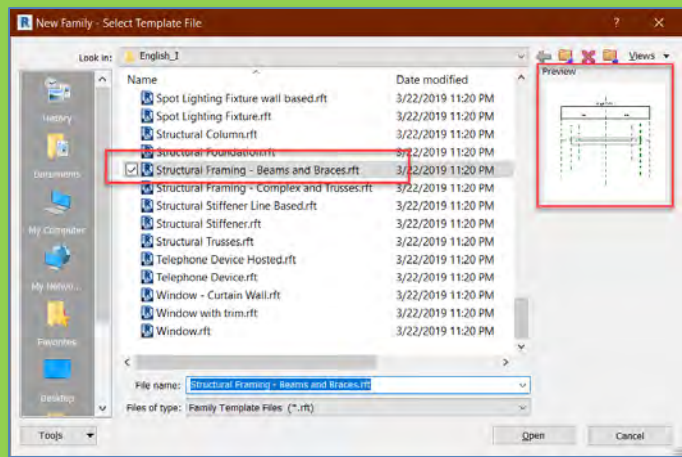 New Family - Select Template File
Look in: English_I
Views
Name Date modified
Preview
Spot Lighting Fixture wall based.rft 3/22/2019 11:20 PM
Spot Lighting Fixture.rft 3/22/2019 11:20 PM
Structural Column.rft 3/22/2019 11:20 PM
Structural Foundation.rft 3/22/2019 11:20 PM
Structural Framing - Beams and Braces.rft 3/22/2019 11:20 PM
Structural Framing - Complex and Trusses.rft 3/22/2019 11:20 PM
Structural Stiffener Line Based.rft 3/22/2019 11:20 PM
Structural Stiffener.rft 3/22/2019 11:20 PM
Structural Trusses.rft 3/22/2019 11:20 PM
Telephone Device Hosted.rft 3/22/2019 11:20 PM
Telephone Device.rft 3/22/2019 11:20 PM
Window - Curtain Wall.rft 3/22/2019 11:20 PM
Window with trim.rft 3/22/2019 11:20 PM
Window.rft 3/22/2019 11:20 PM
History
Documents
My Computer
My Networ...
Favorites
Desktop
File name: Structural Framing - Beams and Braces.rft
Files of type: Family Template Files (*.rft)
Tools
Open
Cancel